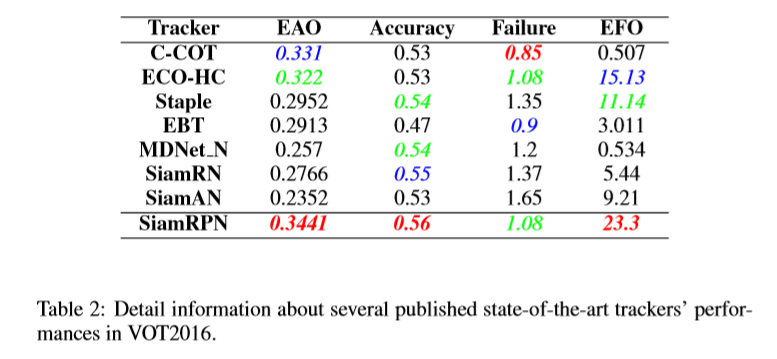 Tracker EAO Accuracy Failure EFO
C-COT 0.331 0.53 0.85 0.507
ECO-HC 0.322 0.53 1.08 15.13
Staple 0.2952 0.54 1.35 11.14
EBT 0.2913 0.47 0.9 3.011
MDNet_N 0.257 0.54 1.2 0.534
SiamRN 0.2766 0.55 1.37 5.44
SiamAN 0.2352 0.53 1.65 9.21
SiamRPN 0.3441 0.56 1.08 23.3
Table 2: Detail information about several published state-of-the-art trackers' perfor-
mances in VOT2016.